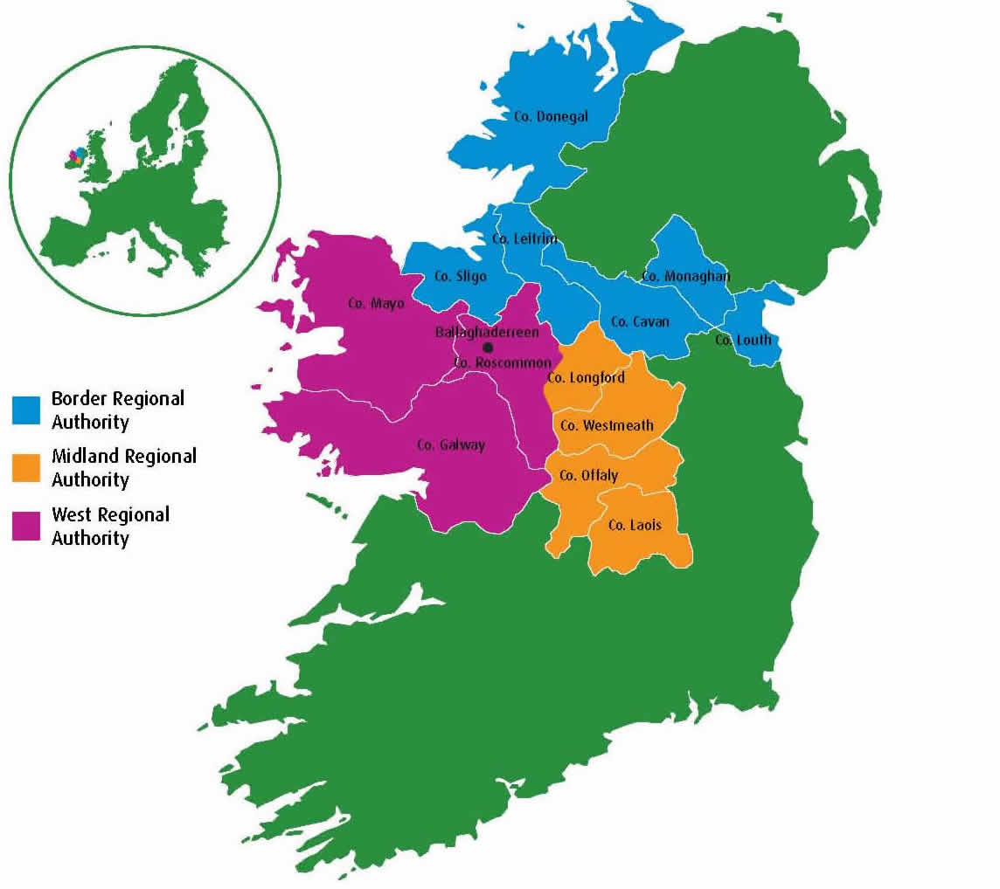 Co. Donegal
Co. Leitrim
Co. Sligo
Co. Monaghan
Co. Mayo
Co. Cavan
Ballaghaderreen
Co. Louth
Co. Roscommon
Co. Longford
Border Regional
Authority
Co. Westmeath
Co. Galway
Midland Regional
Authority
Co. Offaly
West Regional
Authority
Co. Laois